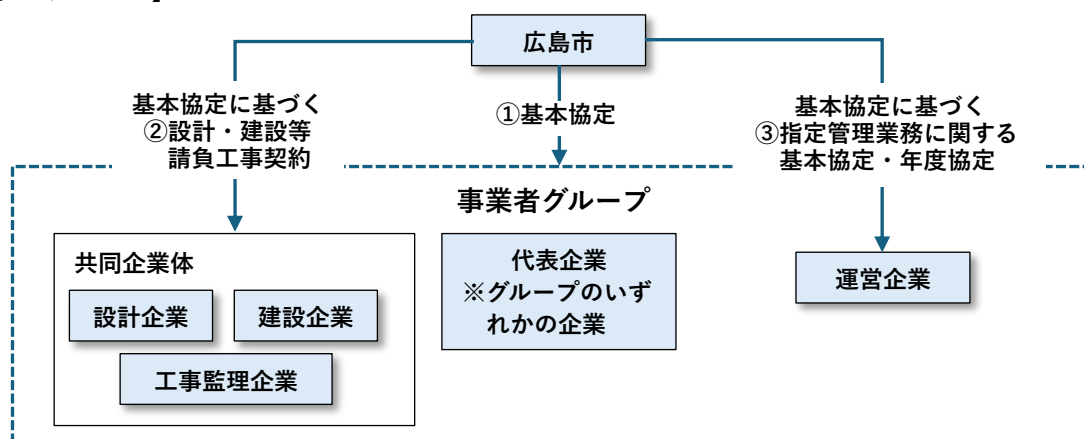 広島市
基本協定に基づく
②設計・建設等
請負工事契約
①基本協定
基本協定に基づく
③指定管理業務に関する
基本協定・年度協定
事業者グループ
共同企業体
設計企業
建設企業
工事監理企業
代表企業
※グループのいず
れかの企業
運営企業